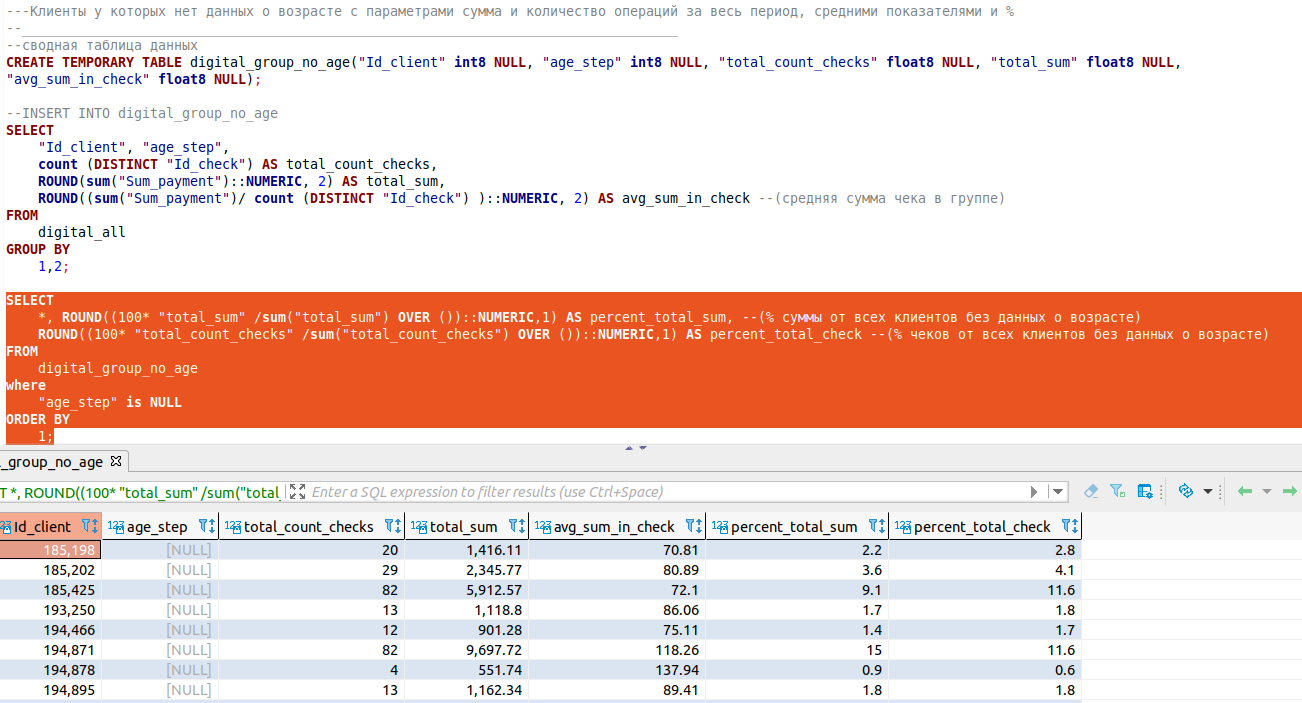 ---Клиенты у которых нет данных о возрасте с параметрами сумма и количество операций за весь период, средними показателями и %
--_______________________________________________________________________________
--сводная таблица данных
CREATE TEMPORARY TABLE digital_group_no_age("Id_client" int8 NULL, "age_step" int8 NULL, "total_count_checks" float8 NULL, "total_sum" float8 NULL,
"avg_sum_in_check" float8 NULL);
--INSERT INTO digital_group_no_age
SELECT
"Id_client", "age_step",
count (DISTINCT "Id_check") AS total_count_checks,
ROUND(sum("Sum_payment")::NUMERIC, 2) AS total_sum,
ROUND((sum("Sum_payment")/ count (DISTINCT "Id_check") )::NUMERIC, 2) AS avg_sum_in_check --(средняя сумма чека в группе)
FROM
digital_all
GROUP BY
1,2;
SELECT
*, ROUND((100* "total_sum" /sum("total_sum") OVER ())::NUMERIC,1) AS percent_total_sum, --(% суммы от всех клиентов без данных о возрасте)
ROUND((100* "total_count_checks" /sum("total_count_checks") OVER ())::NUMERIC,1) AS percent_total_check --(% чеков от всех клиентов без данных о возрасте)
FROM
digital_group_no_age
where
"age_step" is NULL
ORDER BY
1;
_group_no_age
T *, ROUND((100* "total_sum" /sum("total_ Enter a SQL expression to filter results (use Ctrl+Space)
123 Id_client 123 age_step 123 total_count_checks 123 total_sum 123 avg_sum_in_check 123 percent_total_sum 123 percent_total_check
185,198 [NULL] 20 1,416.11 70.81 2.2 2.8
185,202 [NULL] 29 2,345.77 80.89 3.6 4.1
185,425 [NULL] 82 5,912.57 72.1 9.1 11.6
193,250 [NULL] 13 1,118.8 86.06 1.7 1.8
194,466 [NULL] 12 901.28 75.11 1.4 1.7
194,871 [NULL] 82 9,697.72 118.26 15 11.6
194,878 [NULL] 4 551.74 137.94 0.9 0.6
194,895 [NULL] 13 1,162.34 89.41 1.8 1.8